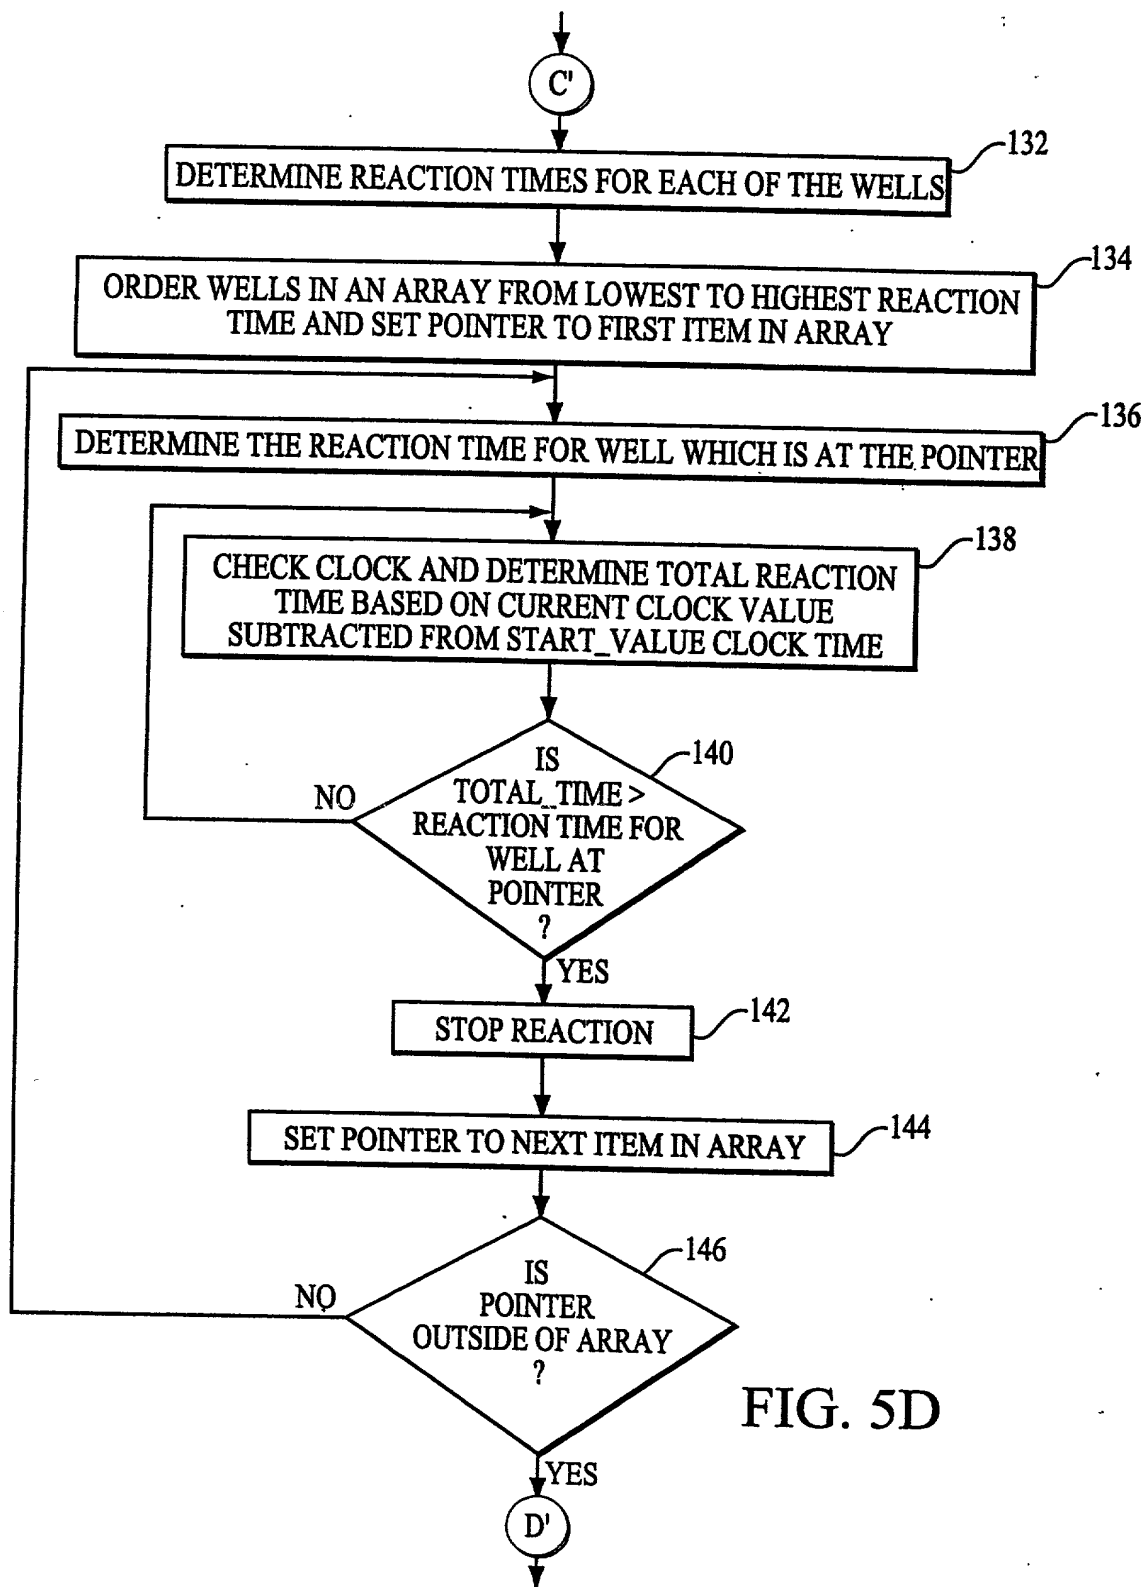 C'
DETERMINE REACTION TIMES FOR EACH OF THE WELLS
132
ORDER WELLS IN AN ARRAY FROM LOWEST TO HIGHEST REACTION
TIME AND SET POINTER TO FIRST ITEM IN ARRAY
134
DETERMINE THE REACTION TIME FOR WELL WHICH IS AT THE POINTER
136
CHECK CLOCK AND DETERMINE TOTAL REACTION
TIME BASED ON CURRENT CLOCK VALUE
SUBTRACTED FROM START_VALUE CLOCK TIME
138
IS
TOTAL_TIME >
REACTION TIME FOR
WELL AT
POINTER
?
140
NO
YES
STOP REACTION
142
SET POINTER TO NEXT ITEM IN ARRAY
144
IS
POINTER
OUTSIDE OF ARRAY
?
146
NO
YES
D'
FIG. 5D